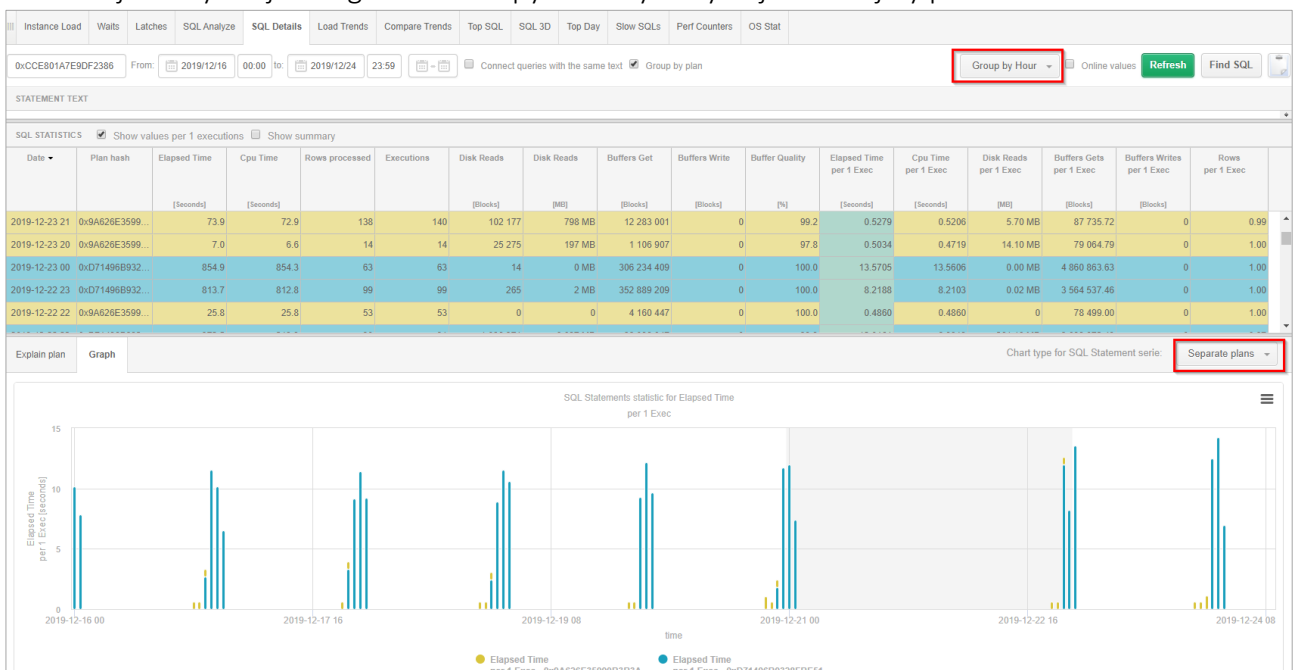 Instance Load Waits Latches SQL Analyze SQL Details Load Trends Compare Trends Top SQL SQL 3D Top Day Slow SQLs Perf Counters OS Stat
0xCCE801A7E9DF2386 From: 2019/12/16 00:00 to: 2019/12/24 23:59 Connect queries with the same text Group by plan Group by Hour Online values Refresh Find SQL
STATEMENT TEXT
SQL STATISTICS Show values per 1 executions Show summary
Date Plan hash Elapsed Time Cpu Time Rows processed Executions Disk Reads Disk Reads Buffers Get Buffers Write Buffer Quality Elapsed Time per 1 Exec Cpu Time per 1 Exec Disk Reads per 1 Exec Buffers Gets per 1 Exec Buffers Writes per 1 Exec Rows per 1 Exec
[Seconds] [Seconds] [Blocks] [MB] [Blocks] [Blocks] [%] [Seconds] [Seconds] [MB] [Blocks] [Blocks]
2019-12-23 21 0x9A626E3599... 73.9 72.9 138 140 102 177 798 MB 12 283 001 0 99.2 0.5279 0.5206 5.70 MB 87 735.72 0 0.99
2019-12-23 20 0x9A626E3599... 7.0 6.6 14 14 25 275 197 MB 1 106 907 0 97.8 0.5034 0.4719 14.10 MB 79 064.79 0 1.00
2019-12-23 00 0xD71496B932... 854.9 854.3 63 63 14 0 MB 306 234 409 0 100.0 13.5705 13.5606 0.00 MB 4 860 863.63 0 1.00
2019-12-22 23 0xD71496B932... 813.7 812.8 99 99 265 2 MB 352 889 209 0 100.0 8.2188 8.2103 0.02 MB 3 564 537.46 0 1.00
2019-12-22 22 0x9A626E3599... 25.8 25.8 53 53 0 0 4 160 447 0 100.0 0.4860 0.4860 0 78 499.00 0 1.00
Explain plan Graph Chart type for SQL Statement serie: Separate plans
SQL Statements statistic for Elapsed Time
per 1 Exec
Elapsed Time
per 1 Exec [seconds]
15
10
5
0
2019-12-16 00 2019-12-17 16 2019-12-19 08 2019-12-21 00 2019-12-22 16 2019-12-24 08
time
Elapsed Time Elapsed Time